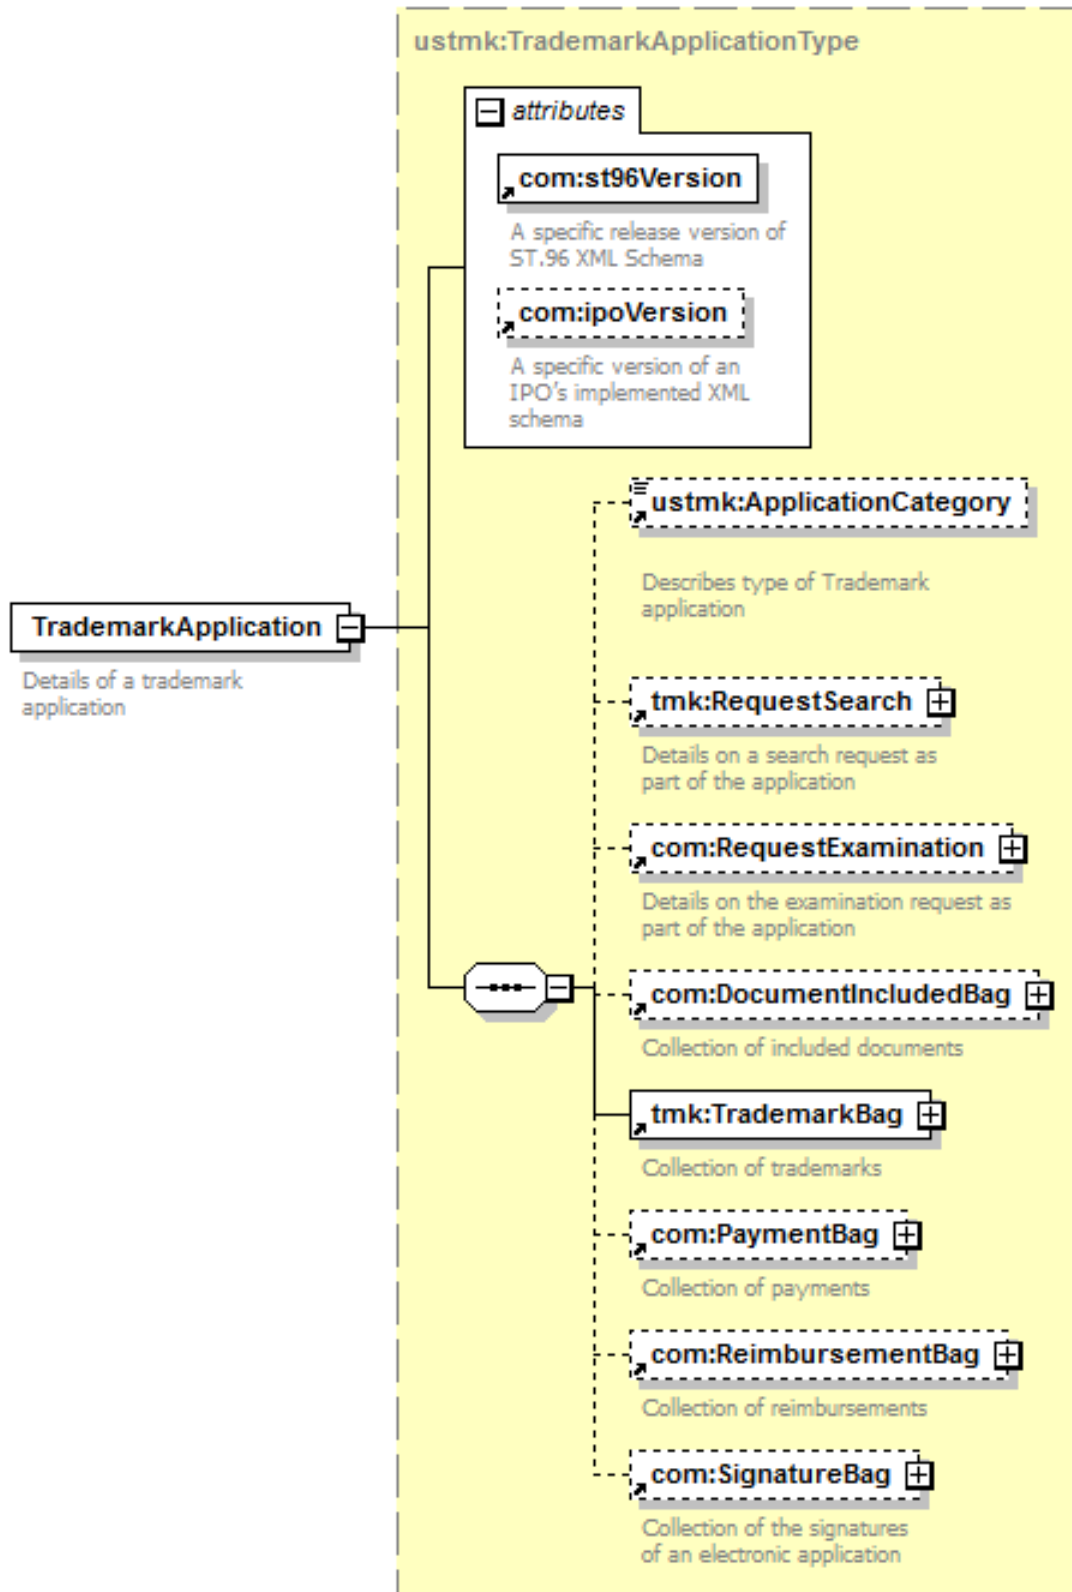 ustmk:TrademarkApplicationType
attributes
com:st96Version
A specific release version of
ST.96 XML Schema
com:ipoVersion
A specific version of an
IPO's implemented XML
schema
ustmk:ApplicationCategory
Describes type of Trademark
application
TrademarkApplication
Details of a trademark
application
tmk:RequestSearch
Details on a search request as
part of the application
com:RequestExamination
Details on the examination request as
part of the application
com:DocumentIncludedBag
Collection of included documents
tmk:TrademarkBag
Collection of trademarks
com:PaymentBag
Collection of payments
com:ReimbursementBag
Collection of reimbursements
com:SignatureBag
Collection of the signatures
of an electronic application